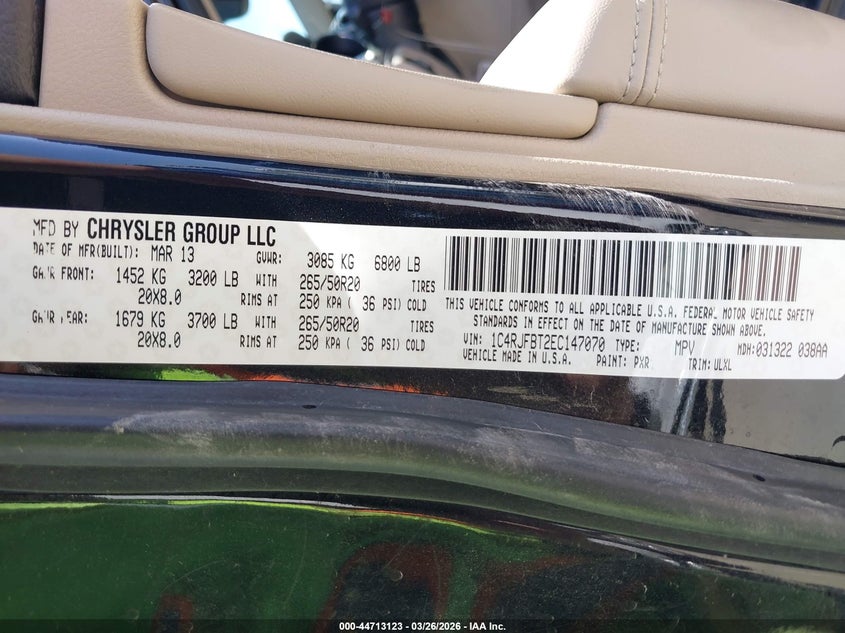 MFD BY CHRYSLER GROUP LLC
DATE OF MFR(BUILT): MAR 13 GVWR: 3085 KG 6800 LB
FRONT: 1452 KG 3200 LB WITH 265/50R20 TIRES
20X8.0 RIMS AT 250 KPA ( 36 PSI) COLD
1679 KG 3700 LB WITH 265/50R20 TIRES
20X8.0 RIMS AT 250 KPA ( 36 PSI) COLD
THIS VEHICLE CONFORMS TO ALL APPLICABLE U.S.A. FEDERAL MOTOR VEHICLE SAFETY
STANDARDS IN EFFECT ON THE DATE OF MANUFACTURE SHOWN ABOVE.
VIN: 1C4RJFBT2EC147070 TYPE: MPV MDH:031322 038AA
VEHICLE MADE IN U.S.A. PAINT: PXR TRIM: ULXL
000-44713123 - 03/26/2026 - IAA Inc.